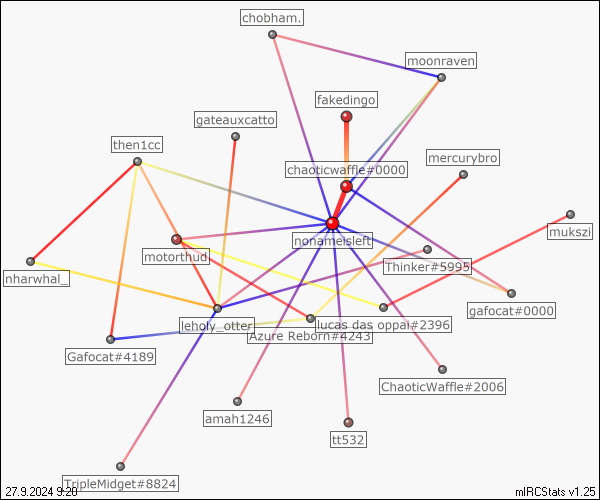 chobham.
moonraven
fakedingo
gateauxcatto
then1cc
mercurybro
chaoticwaffle#0000
mukszi
nonameisleft
motorthud
Thinker#5995
nharwhal_
gafocat#0000
leholy_otter
lucas das oppai#2396
Azure Reborn#4243
Gafocat#4189
ChaoticWaffle#2006
amah1246
tt532
TripleMidget#8824
27.9.2024 9:20
mIRCStats v1.25